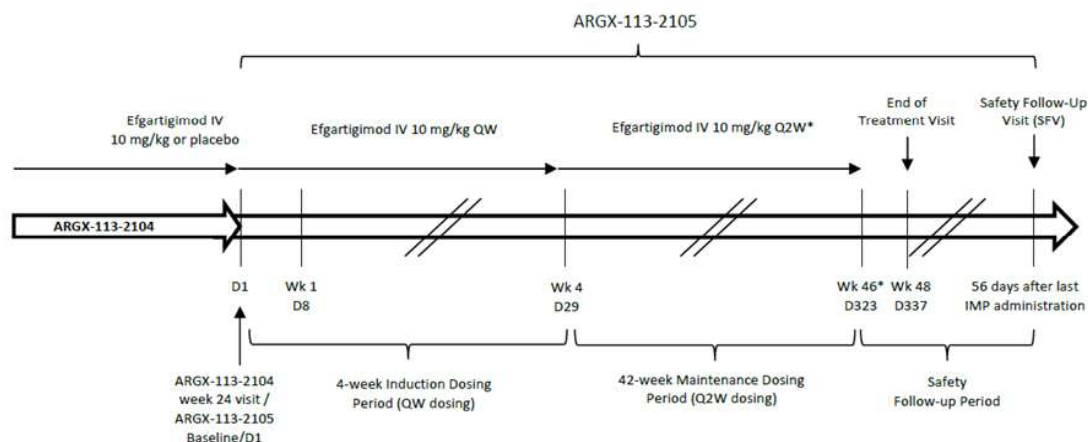 ARGX-113-2105
Efgartigimod IV
10 mg/kg or placebo
Efgartigimod IV 10 mg/kg QW
Efgartigimod IV 10 mg/kg Q2W*
End of
Treatment Visit
Safety Follow-Up
Visit (SFV)
ARGX-113-2104
D1
Wk 1
D8
Wk 4
D29
Wk 46*
D323
Wk 48
D337
56 days after last
IMP administration
ARGX-113-2104
week 24 visit /
ARGX-113-2105
Baseline/D1
4-week Induction Dosing
Period (QW dosing)
42-week Maintenance Dosing
Period (Q2W dosing)
Safety
Follow-up Period